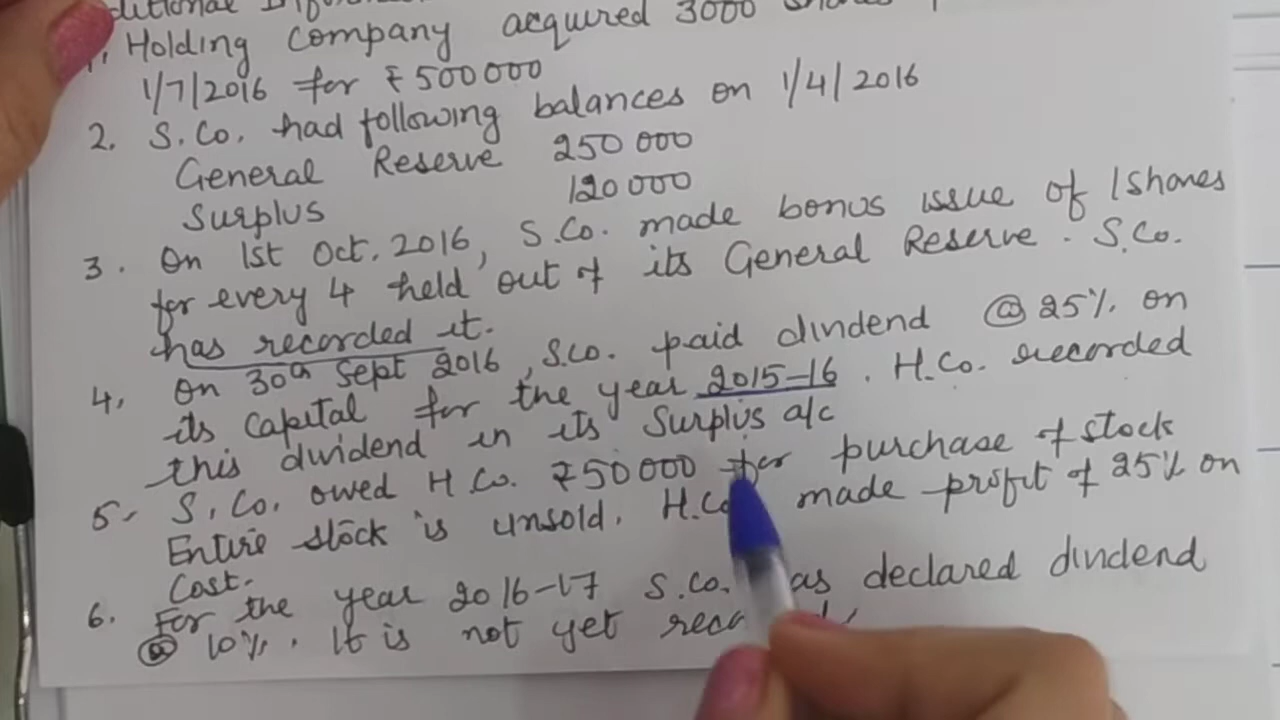 1. Holding Company acquired 3000 shares
1/7/2016 for ₹500000
2. S.Co. had following balances on 1/4/2016
General Reserve 250000
Surplus 120000
3. On 1st Oct. 2016, S.Co. made bonus issue of 1 shares
for every 4 held out of its General Reserve. S.Co.
has recorded it.
4. On 30th Sept 2016, S.Co. paid dividend @ 25% on
its Capital for the year 2015-16. H.Co. recorded
this dividend in its Surplus a/c
5. S.Co. owed H.Co. ₹50000 for purchase of stock
Entire stock is unsold. H.Co made profit of 25% on
Cost.
6. For the year 2016-17 S.Co. has declared dividend
@ 10%. It is not yet